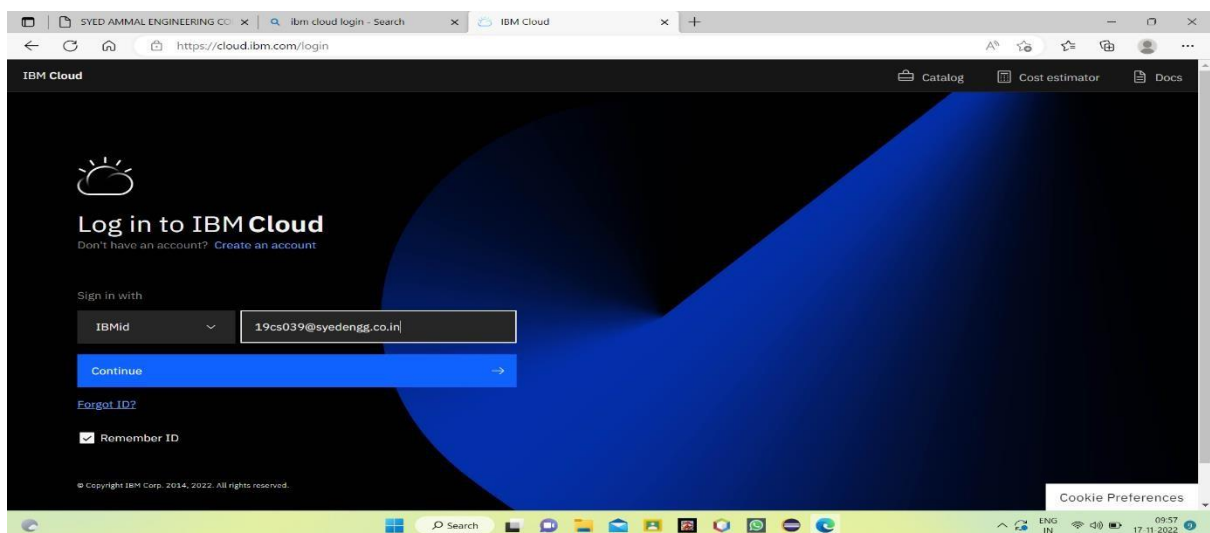 SYED AMMAL ENGINEERING CO
ibm cloud login - Search
IBM Cloud
https://cloud.ibm.com/login
IBM Cloud
Catalog
Cost estimator
Docs
Log in to IBM Cloud
Don't have an account? Create an account
Sign in with
IBMid
19cs039@syedengg.co.in
Continue
Forgot ID?
Remember ID
© Copyright IBM Corp. 2014, 2022. All rights reserved.
Cookie Preferences
Search
ENG
IN
09:57
17-11-2022